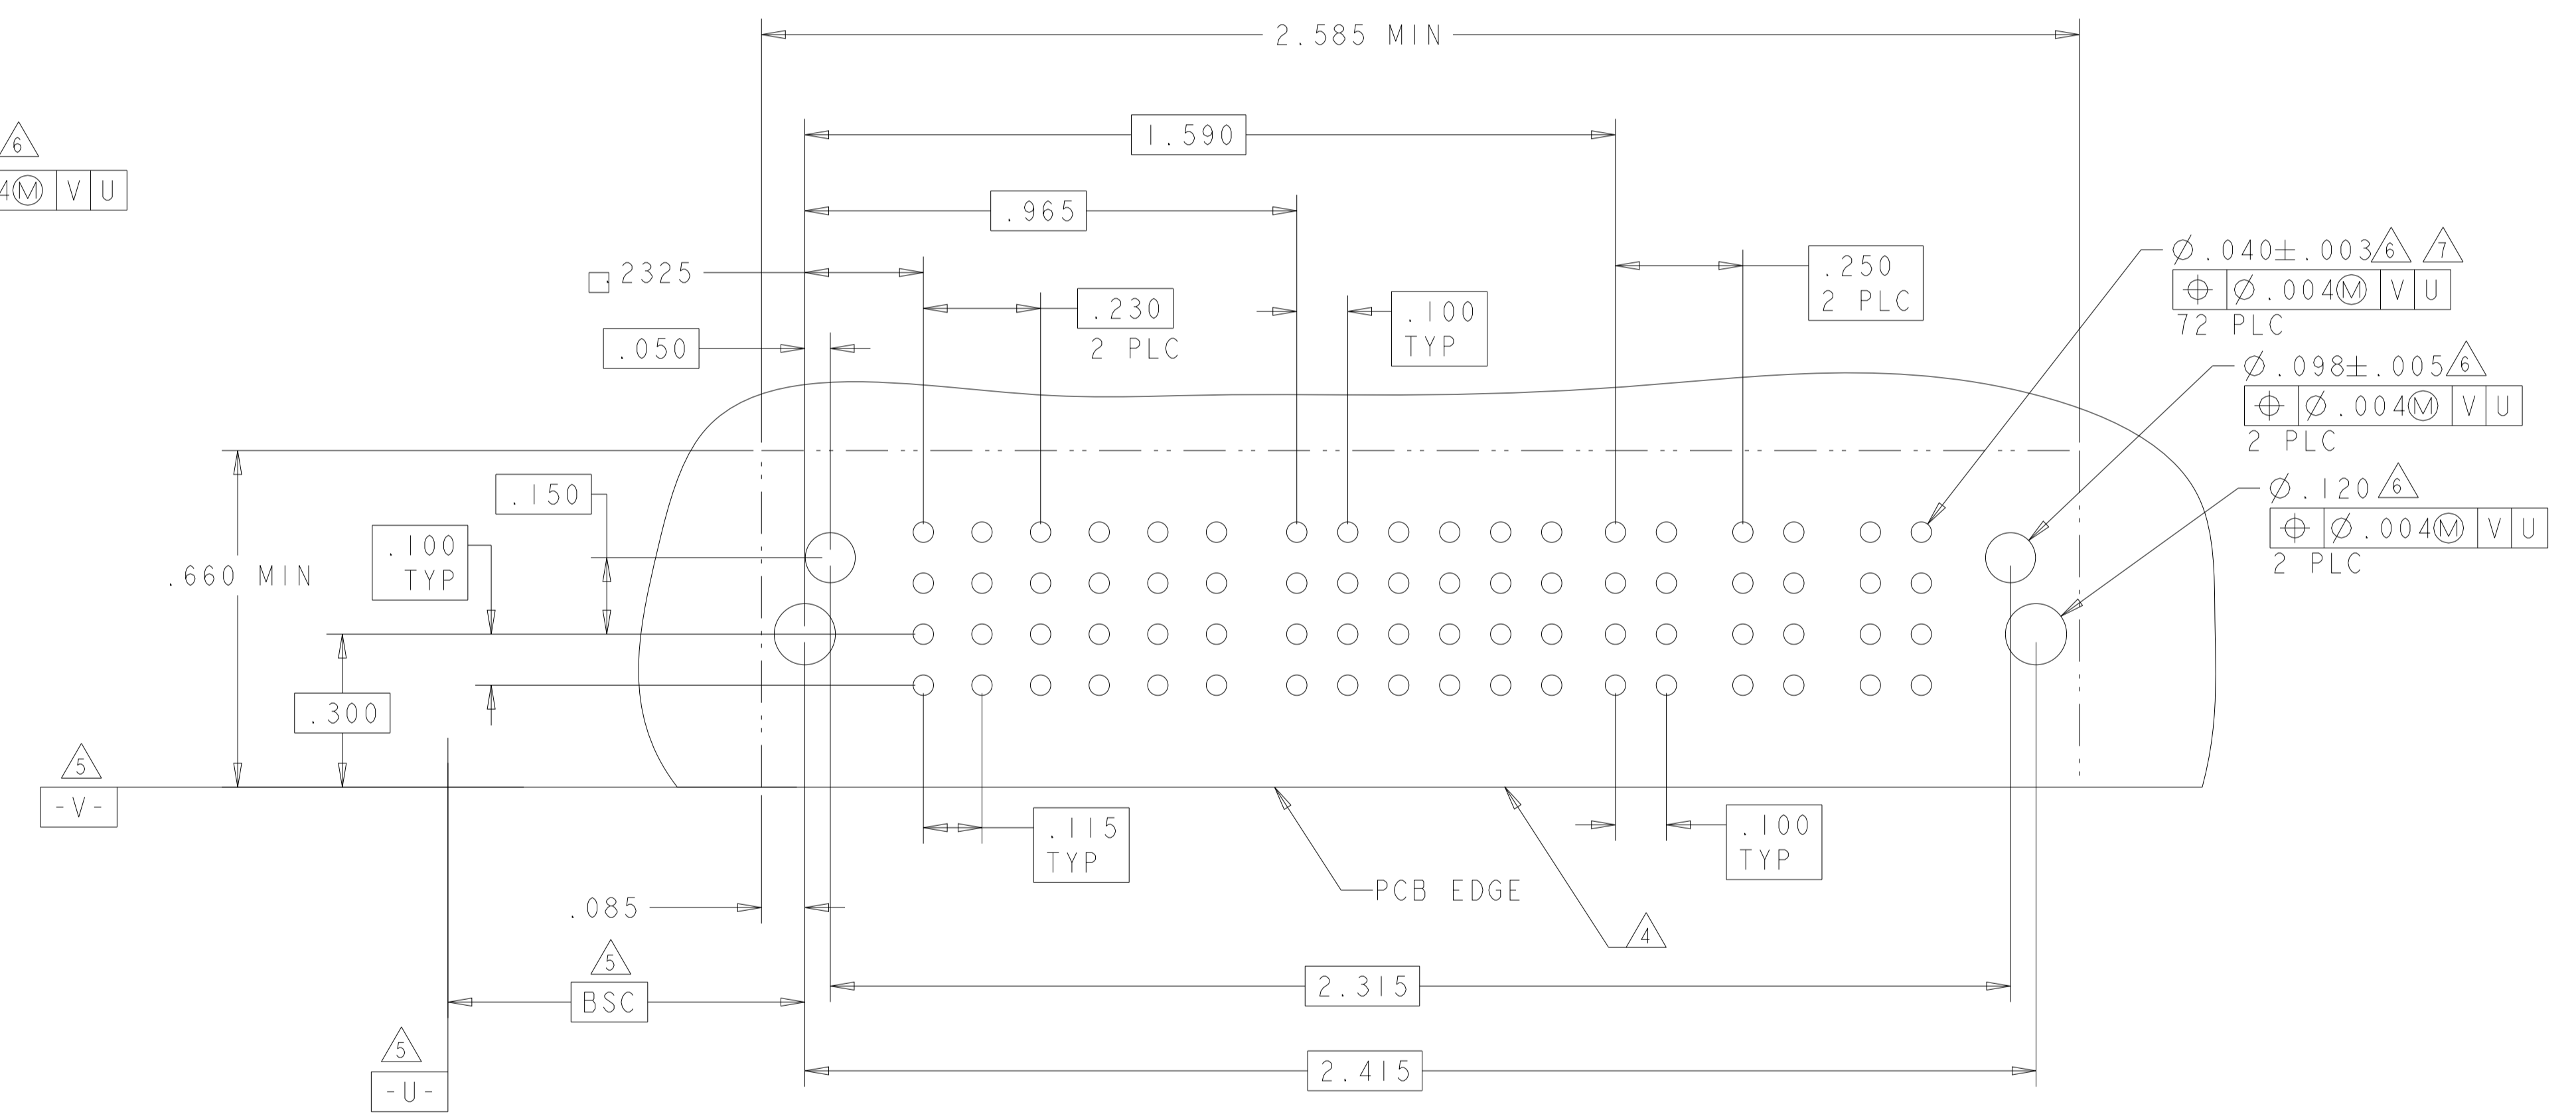 2.585 MIN
1.590
6
4Ⓜ V U
.965
.2325
.230
2 PLC
.100
TYP
.250
2 PLC
.050
⌀.040±.003 6 7
⌖ ⌀.004Ⓜ V U
72 PLC
⌀.098±.005 6
⌖ ⌀.004Ⓜ V U
2 PLC
⌀.120 6
⌖ ⌀.004Ⓜ V U
2 PLC
.150
.100
TYP
.660 MIN
.300
5
-V-
.115
TYP
.100
TYP
PCB EDGE
.085
4
5
BSC
2.315
5
-U-
2.415